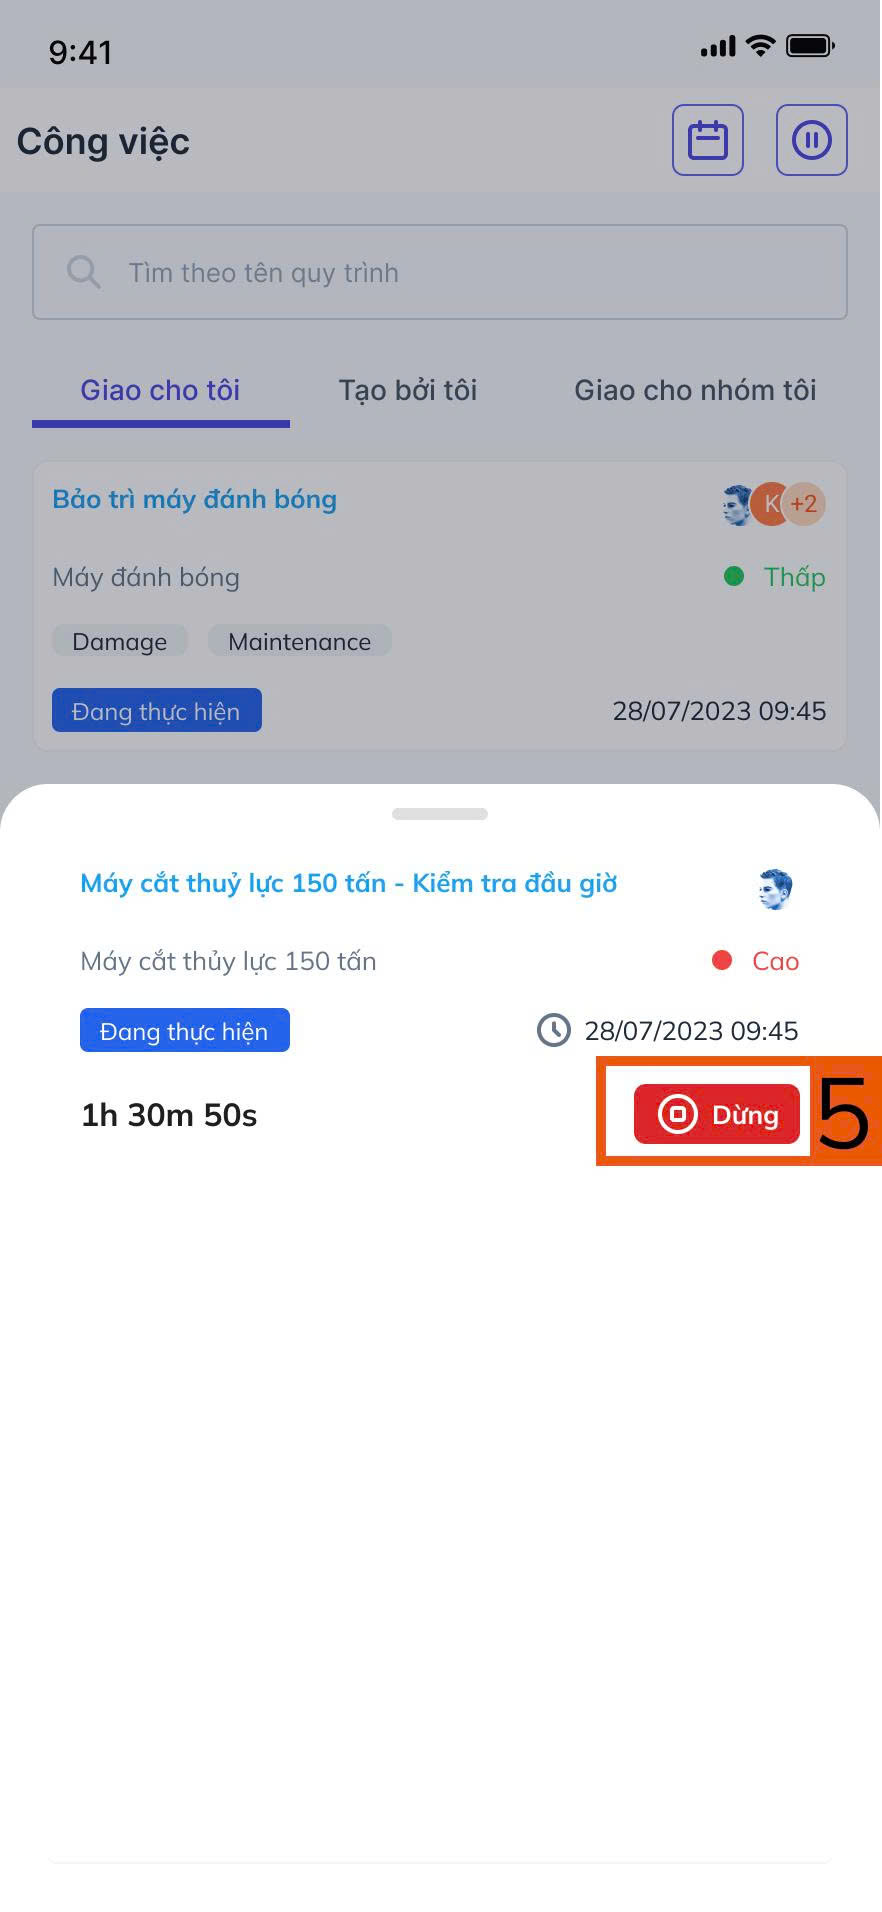 9:41
Công việc
Tìm theo tên quy trình
Giao cho tôi Tạo bởi tôi Giao cho nhóm tôi
Bảo trì máy đánh bóng K +2
Máy đánh bóng Thấp
Damage Maintenance
Đang thực hiện 28/07/2023 09:45
Máy cắt thuỷ lực 150 tấn - Kiểm tra đầu giờ
Máy cắt thủy lực 150 tấn Cao
Đang thực hiện 28/07/2023 09:45
1h 30m 50s Dừng 5